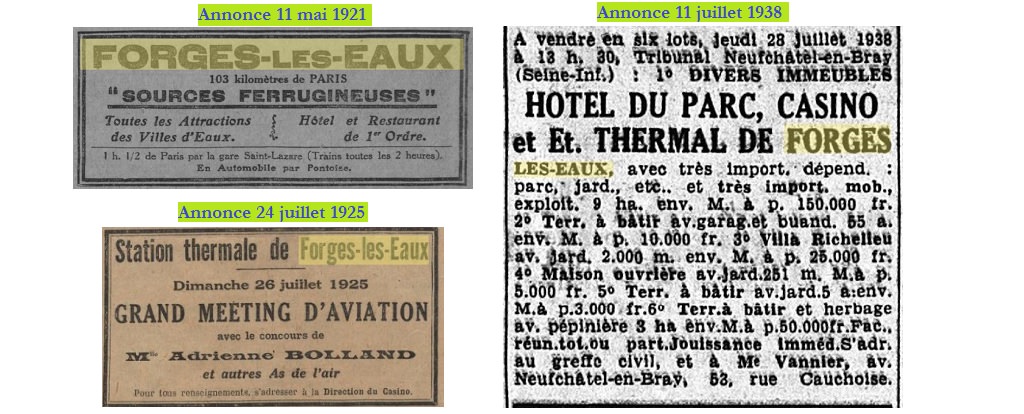 Annonce 11 mai 1921
FORGES-LES-EAUX
103 kilomètres de PARIS
"SOURCES FERRUGINEUSES"
Toutes les Attractions
des Villes d'Eaux.
Hôtel et Restaurant
de 1er Ordre.
1 h. 1/2 de Paris par la gare Saint-Lazare (Trains toutes les 2 heures).
En Automobile par Pontoise.
Annonce 24 juillet 1925
Station thermale de Forges-les-Eaux
Dimanche 26 juillet 1925
GRAND MEETING D'AVIATION
avec le concours de
Mlle Adrienne BOLLAND
et autres As de l'air
Pour tous renseignements, s'adresser à la Direction du Casino.
Annonce 11 juillet 1938
A vendre en six lots, jeudi 28 juillet 1938
à 13 h. 30, Tribunal Neufchâtel-en-Bray
(Seine-Inf.) : 1° DIVERS IMMEUBLES
HOTEL DU PARC, CASINO
et Et. THERMAL DE FORGES
LES-EAUX, avec très import. dépend. :
parc, jard., etc.. et très import. mob.,
exploit. 9 ha. env. M. à p. 150.000 fr.
2° Terr. à bâtir av.garag.et buand. 55 a.
env. M. à p. 10.000 fr. 3° Villa Richelieu
av. jard. 2.000 m. env. M. à p. 25.000 fr.
4° Maison ouvrière av.jard.251 m. M.à p.
5.000 fr. 5° Terr. à bâtir av.jard.5 a.env.
M.à p.3.000 fr.6° Terr.à bâtir et herbage
av. pépinière 3 ha env.M.à p.50.000fr.Fac.,
réun.tot.ou part.Jouissance imméd.S'adr.
au greffe civil, et à Me Vannier, av.
Neufchâtel-en-Bray, 53, rue Cauchoise.